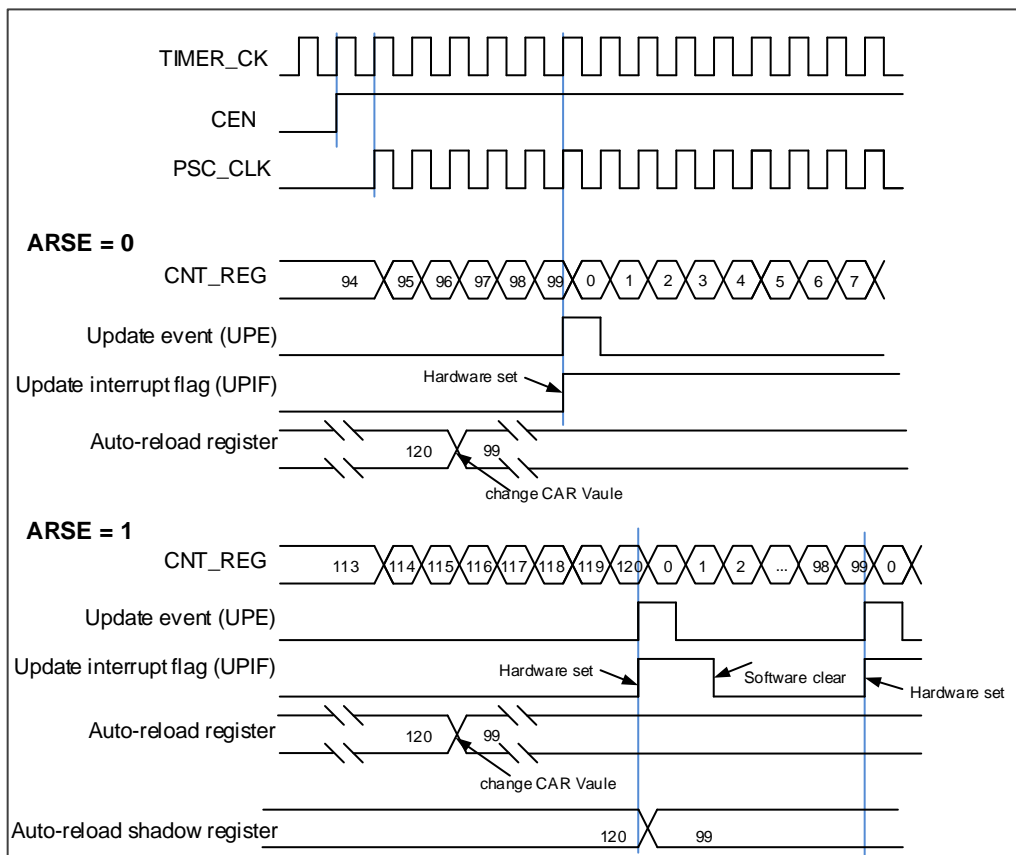 TIMER_CK
CEN
PSC_CLK
ARSE = 0
CNT_REG 94 95 96 97 98 99 0 1 2 3 4 5 6 7
Update event (UPE)
Update interrupt flag (UPIF) Hardware set
Auto-reload register 120 99
change CAR Vaule
ARSE = 1
CNT_REG 113 114 115 116 117 118 119 120 0 1 2 ... 98 99 0
Update event (UPE)
Update interrupt flag (UPIF) Hardware set Software clear Hardware set
Auto-reload register 120 99
change CAR Vaule
Auto-reload shadow register 120 99